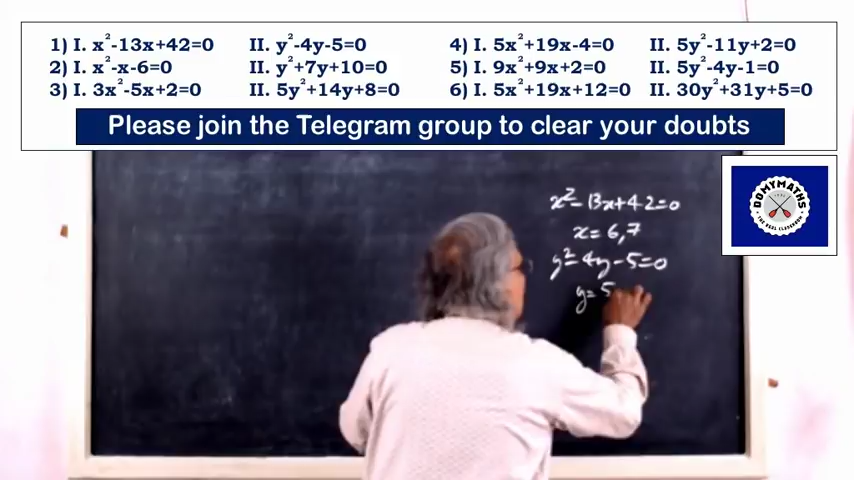 1) I. x²-13x+42=0 II. y²-4y-5=0 4) I. 5x²+19x-4=0 II. 5y²-11y+2=0
2) I. x²-x-6=0 II. y²+7y+10=0 5) I. 9x²+9x+2=0 II. 5y²-4y-1=0
3) I. 3x²-5x+2=0 II. 5y²+14y+8=0 6) I. 5x²+19x+12=0 II. 30y²+31y+5=0
Please join the Telegram group to clear your doubts
DOMYMATHS
THE REEL CLASSROOM
x²-13x+42=0
x=6,7
y²=4y-5=0
y=5